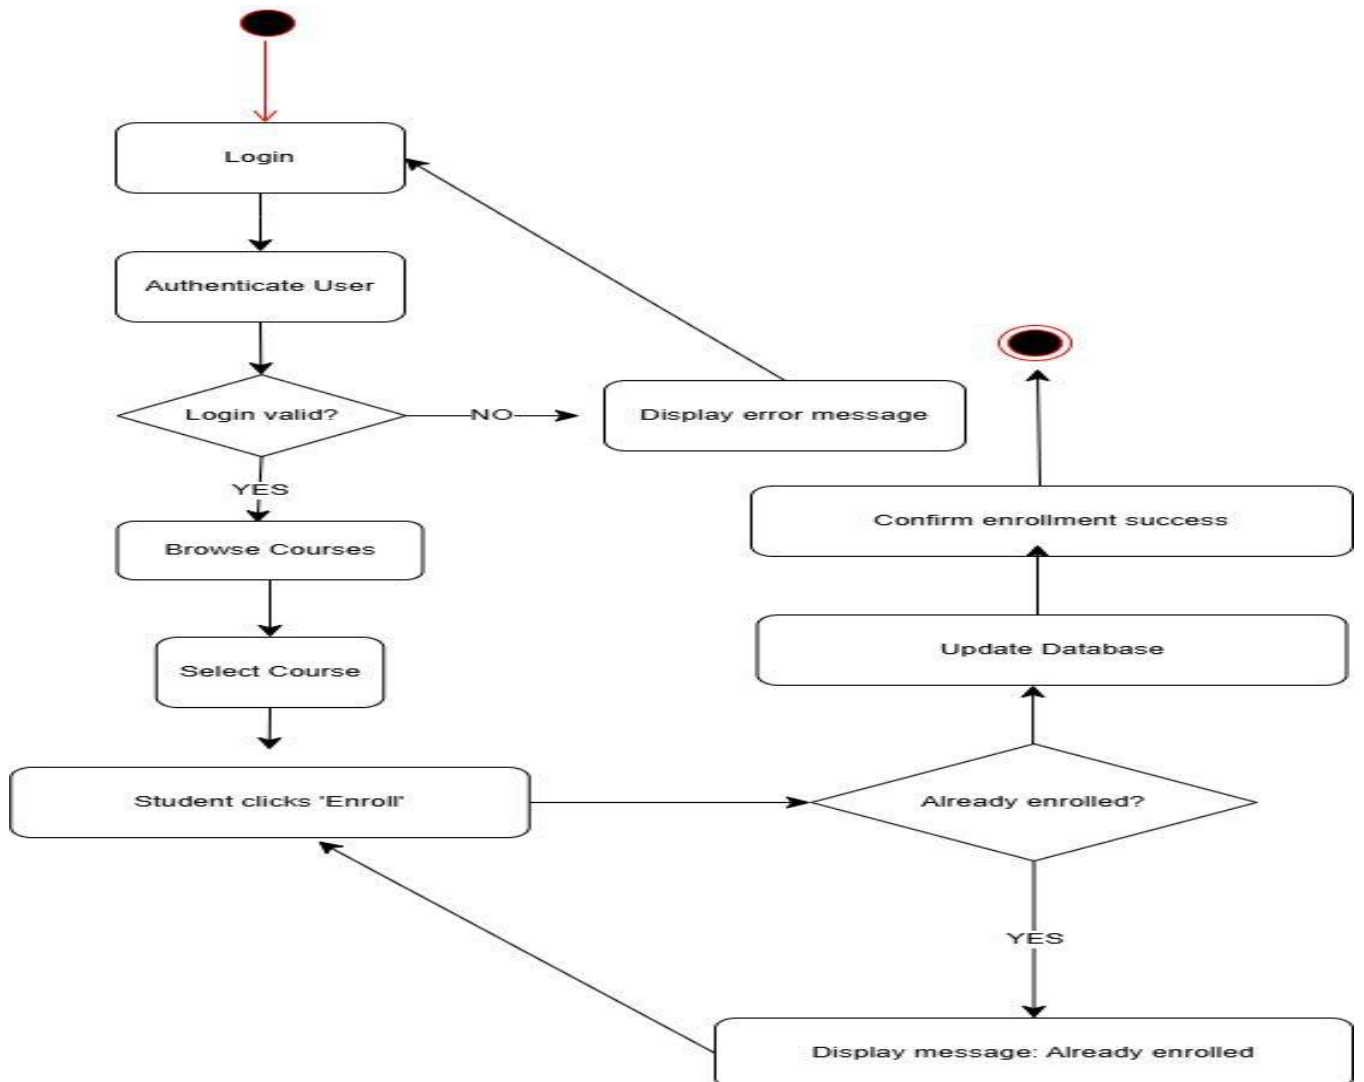 Login
Authenticate User
Login valid?
NO
Display error message
YES
Browse Courses
Confirm enrollment success
Select Course
Update Database
Student clicks 'Enroll'
Already enrolled?
YES
Display message: Already enrolled